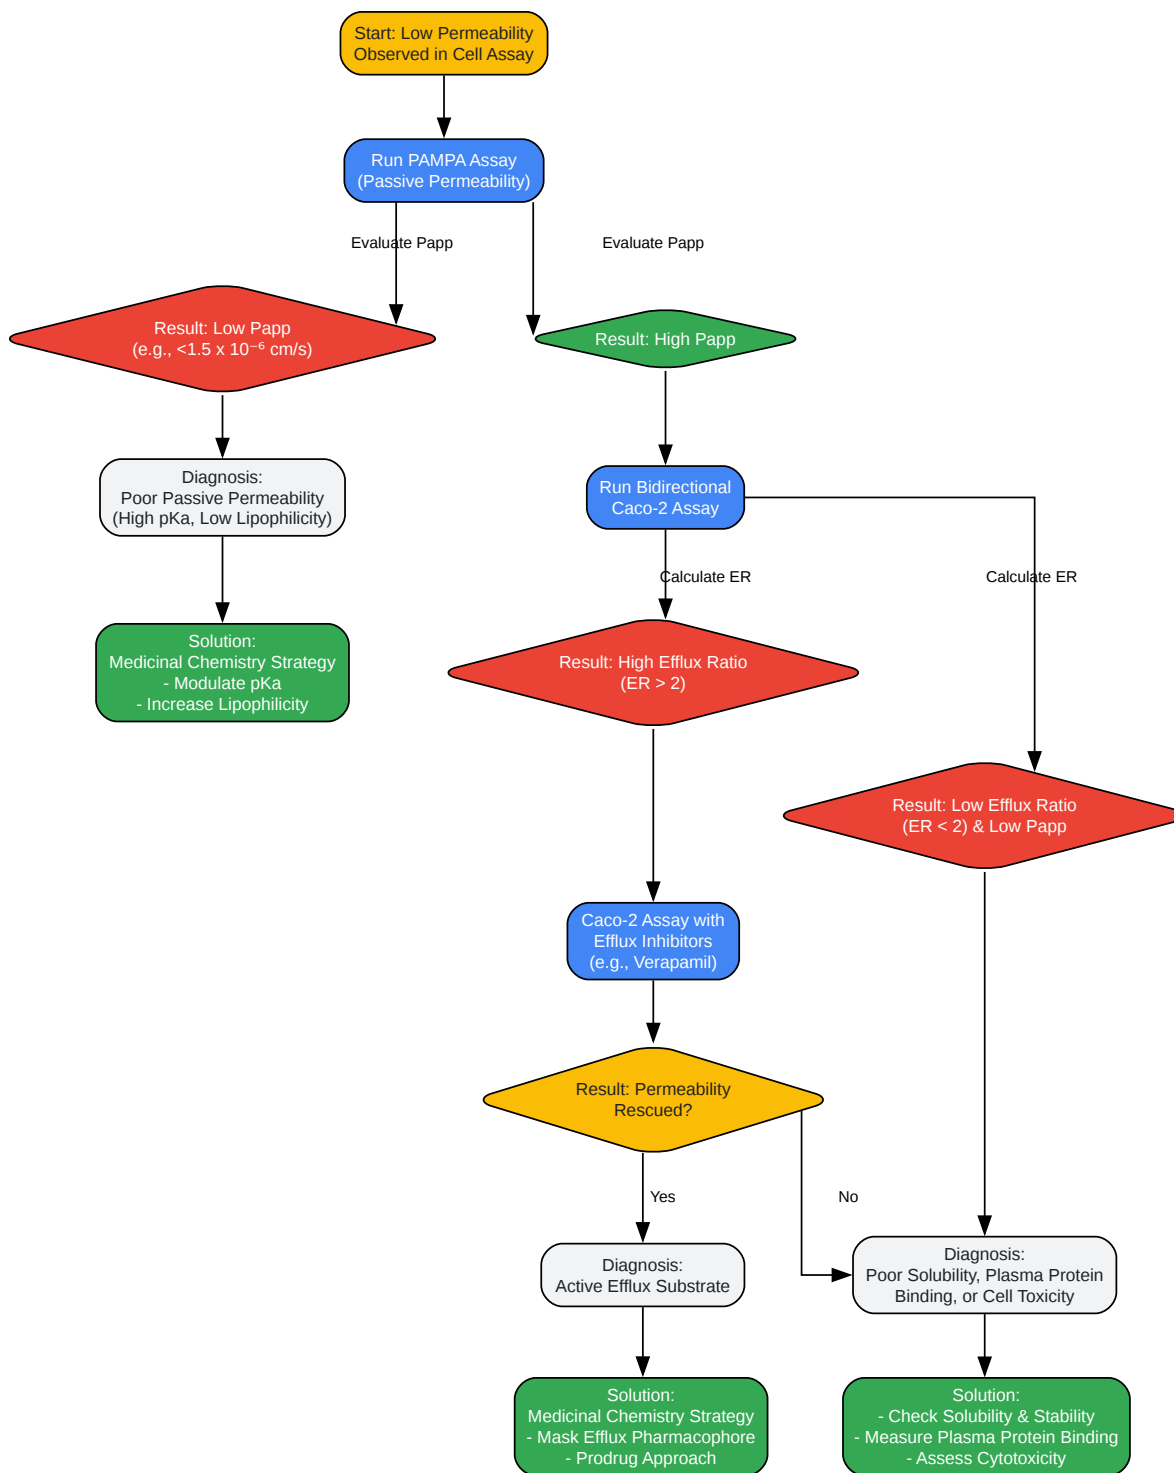 Start: Low Permeability
Observed in Cell Assay
Run PAMPA Assay
(Passive Permeability)
Evaluate Papp
Evaluate Papp
Result: Low Papp
(e.g., <1.5 x 10⁻⁶ cm/s)
Result: High Papp
Diagnosis:
Poor Passive Permeability
(High pKa, Low Lipophilicity)
Run Bidirectional
Caco-2 Assay
Calculate ER
Calculate ER
Solution:
Medicinal Chemistry Strategy
- Modulate pKa
- Increase Lipophilicity
Result: High Efflux Ratio
(ER > 2)
Result: Low Efflux Ratio
(ER < 2) & Low Papp
Caco-2 Assay with
Efflux Inhibitors
(e.g., Verapamil)
Result: Permeability
Rescued?
Yes
No
Diagnosis:
Active Efflux Substrate
Diagnosis:
Poor Solubility, Plasma Protein
Binding, or Cell Toxicity
Solution:
Medicinal Chemistry Strategy
- Mask Efflux Pharmacophore
- Prodrug Approach
Solution:
- Check Solubility & Stability
- Measure Plasma Protein Binding
- Assess Cytotoxicity